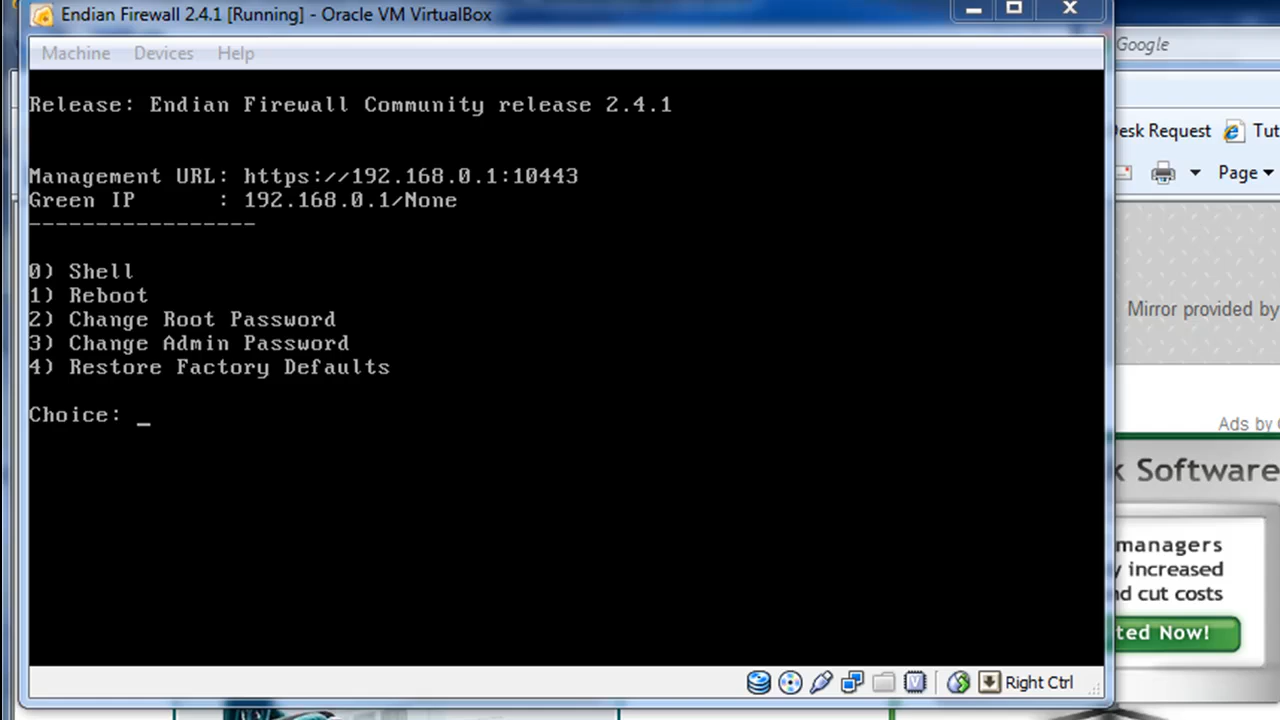 Endian Firewall 2.4.1 [Running] - Oracle VM VirtualBox
Machine Devices Help
Google
Release: Endian Firewall Community release 2.4.1
Management URL: https://192.168.0.1:10443
Green IP : 192.168.0.1/None
-----------------
0) Shell
1) Reboot
2) Change Root Password
3) Change Admin Password
4) Restore Factory Defaults
Choice: _
Desk Request Tut
Page
Mirror provided by
Ads by
k Software
managers
y increased
nd cut costs
ted Now!
Right Ctrl